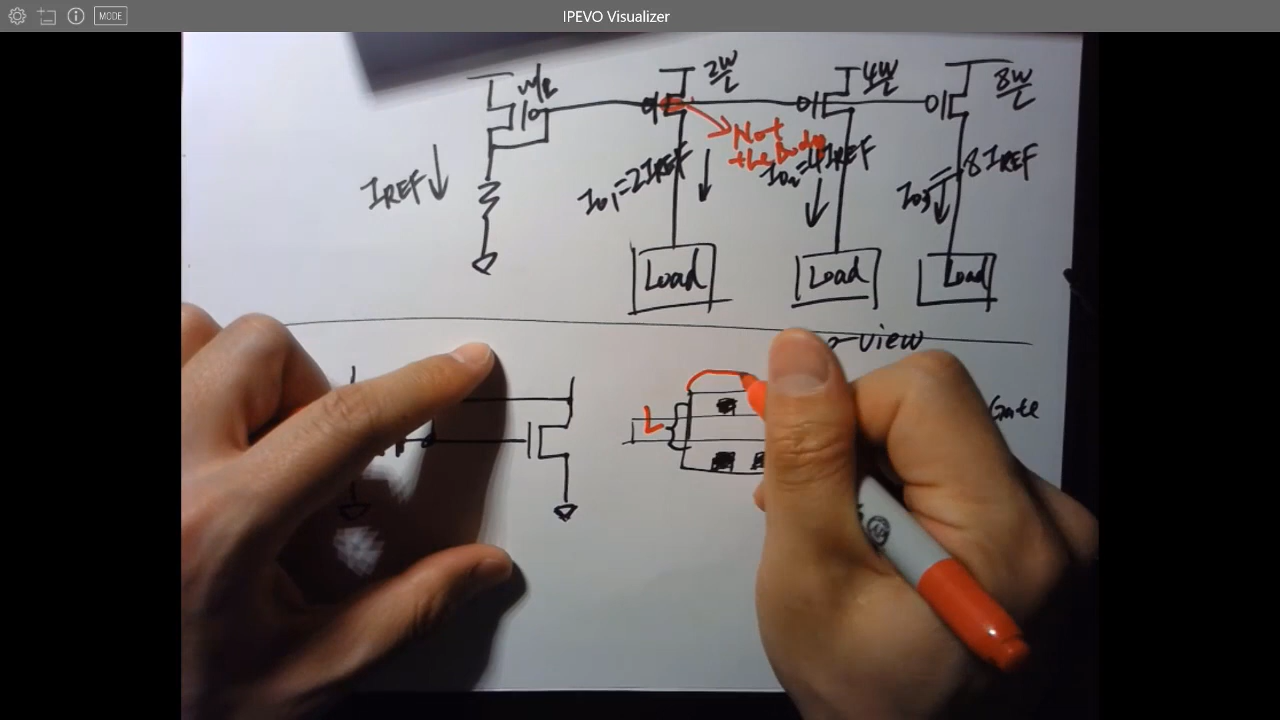 MODE
IPEVO Visualizer
W/L
2W/L
4W/L
8W/L
Not
the body
IREF
Io1=2IREF
Io2=4IREF
Io3=8IREF
Load
Load
Load
View
L
Gate